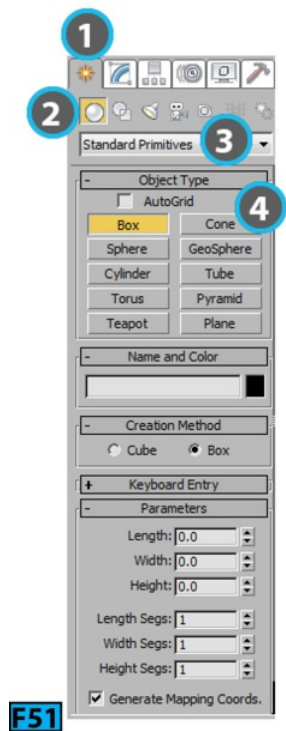 1
2
3
Standard Primitives
- Object Type
AutoGrid
4
Box Cone
Sphere GeoSphere
Cylinder Tube
Torus Pyramid
Teapot Plane
- Name and Color
- Creation Method
Cube Box
+ Keyboard Entry
- Parameters
Length: 0.0
Width: 0.0
Height: 0.0
Length Segs: 1
Width Segs: 1
Height Segs: 1
Generate Mapping Coords.
F51